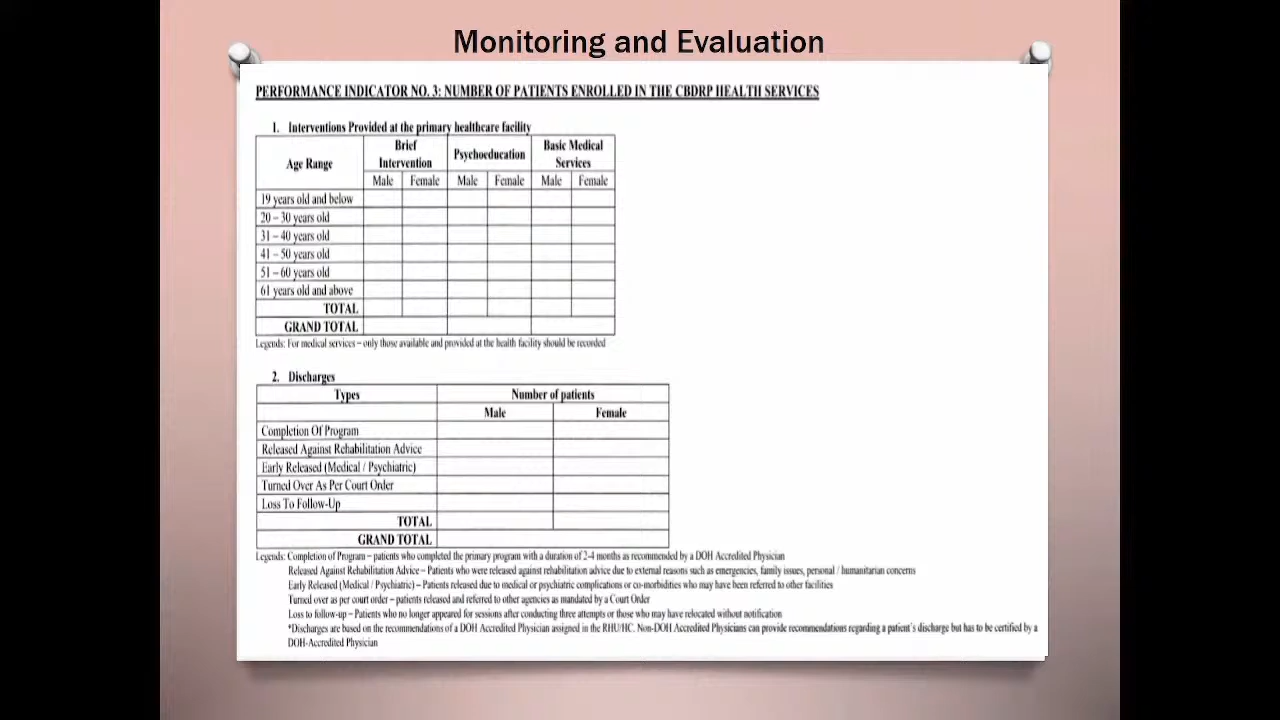 Monitoring and Evaluation
PERFORMANCE INDICATOR NO. 3: NUMBER OF PATIENTS ENROLLED IN THE CBDRP HEALTH SERVICES
1. Interventions Provided at the primary healthcare facility
Age Range
Brief Intervention
Psychoeducation
Basic Medical Services
Male Female Male Female Male Female
19 years old and below
20 – 30 years old
31 – 40 years old
41 – 50 years old
51 – 60 years old
61 years old and above
TOTAL
GRAND TOTAL
Legends: For medical services – only those available and provided at the health facility should be recorded
2. Discharges
Types Number of patients
Male Female
Completion Of Program
Released Against Rehabilitation Advice
Early Released (Medical / Psychiatric)
Turned Over As Per Court Order
Loss To Follow-Up
TOTAL
GRAND TOTAL
Legends: Completion of Program – patients who completed the primary program with a duration of 2-4 months as recommended by a DOH Accredited Physician
Released Against Rehabilitation Advice – Patients who were released against rehabilitation advice due to external reasons such as emergencies, family issues, personal / humanitarian concerns
Early Released (Medical / Psychiatric) – Patients released due to medical or psychiatric complications or co-morbidities who may have been referred to other facilities
Turned over as per court order – patients released and referred to other agencies as mandated by a Court Order
Loss to follow-up – Patients who no longer appeared for sessions after conducting three attempts or those who may have relocated without notification
*Discharges are based on the recommendations of a DOH Accredited Physician assigned in the RHU/HC. Non-DOH Accredited Physicians can provide recommendations regarding a patient's discharge but has to be certified by a
DOH-Accredited Physician